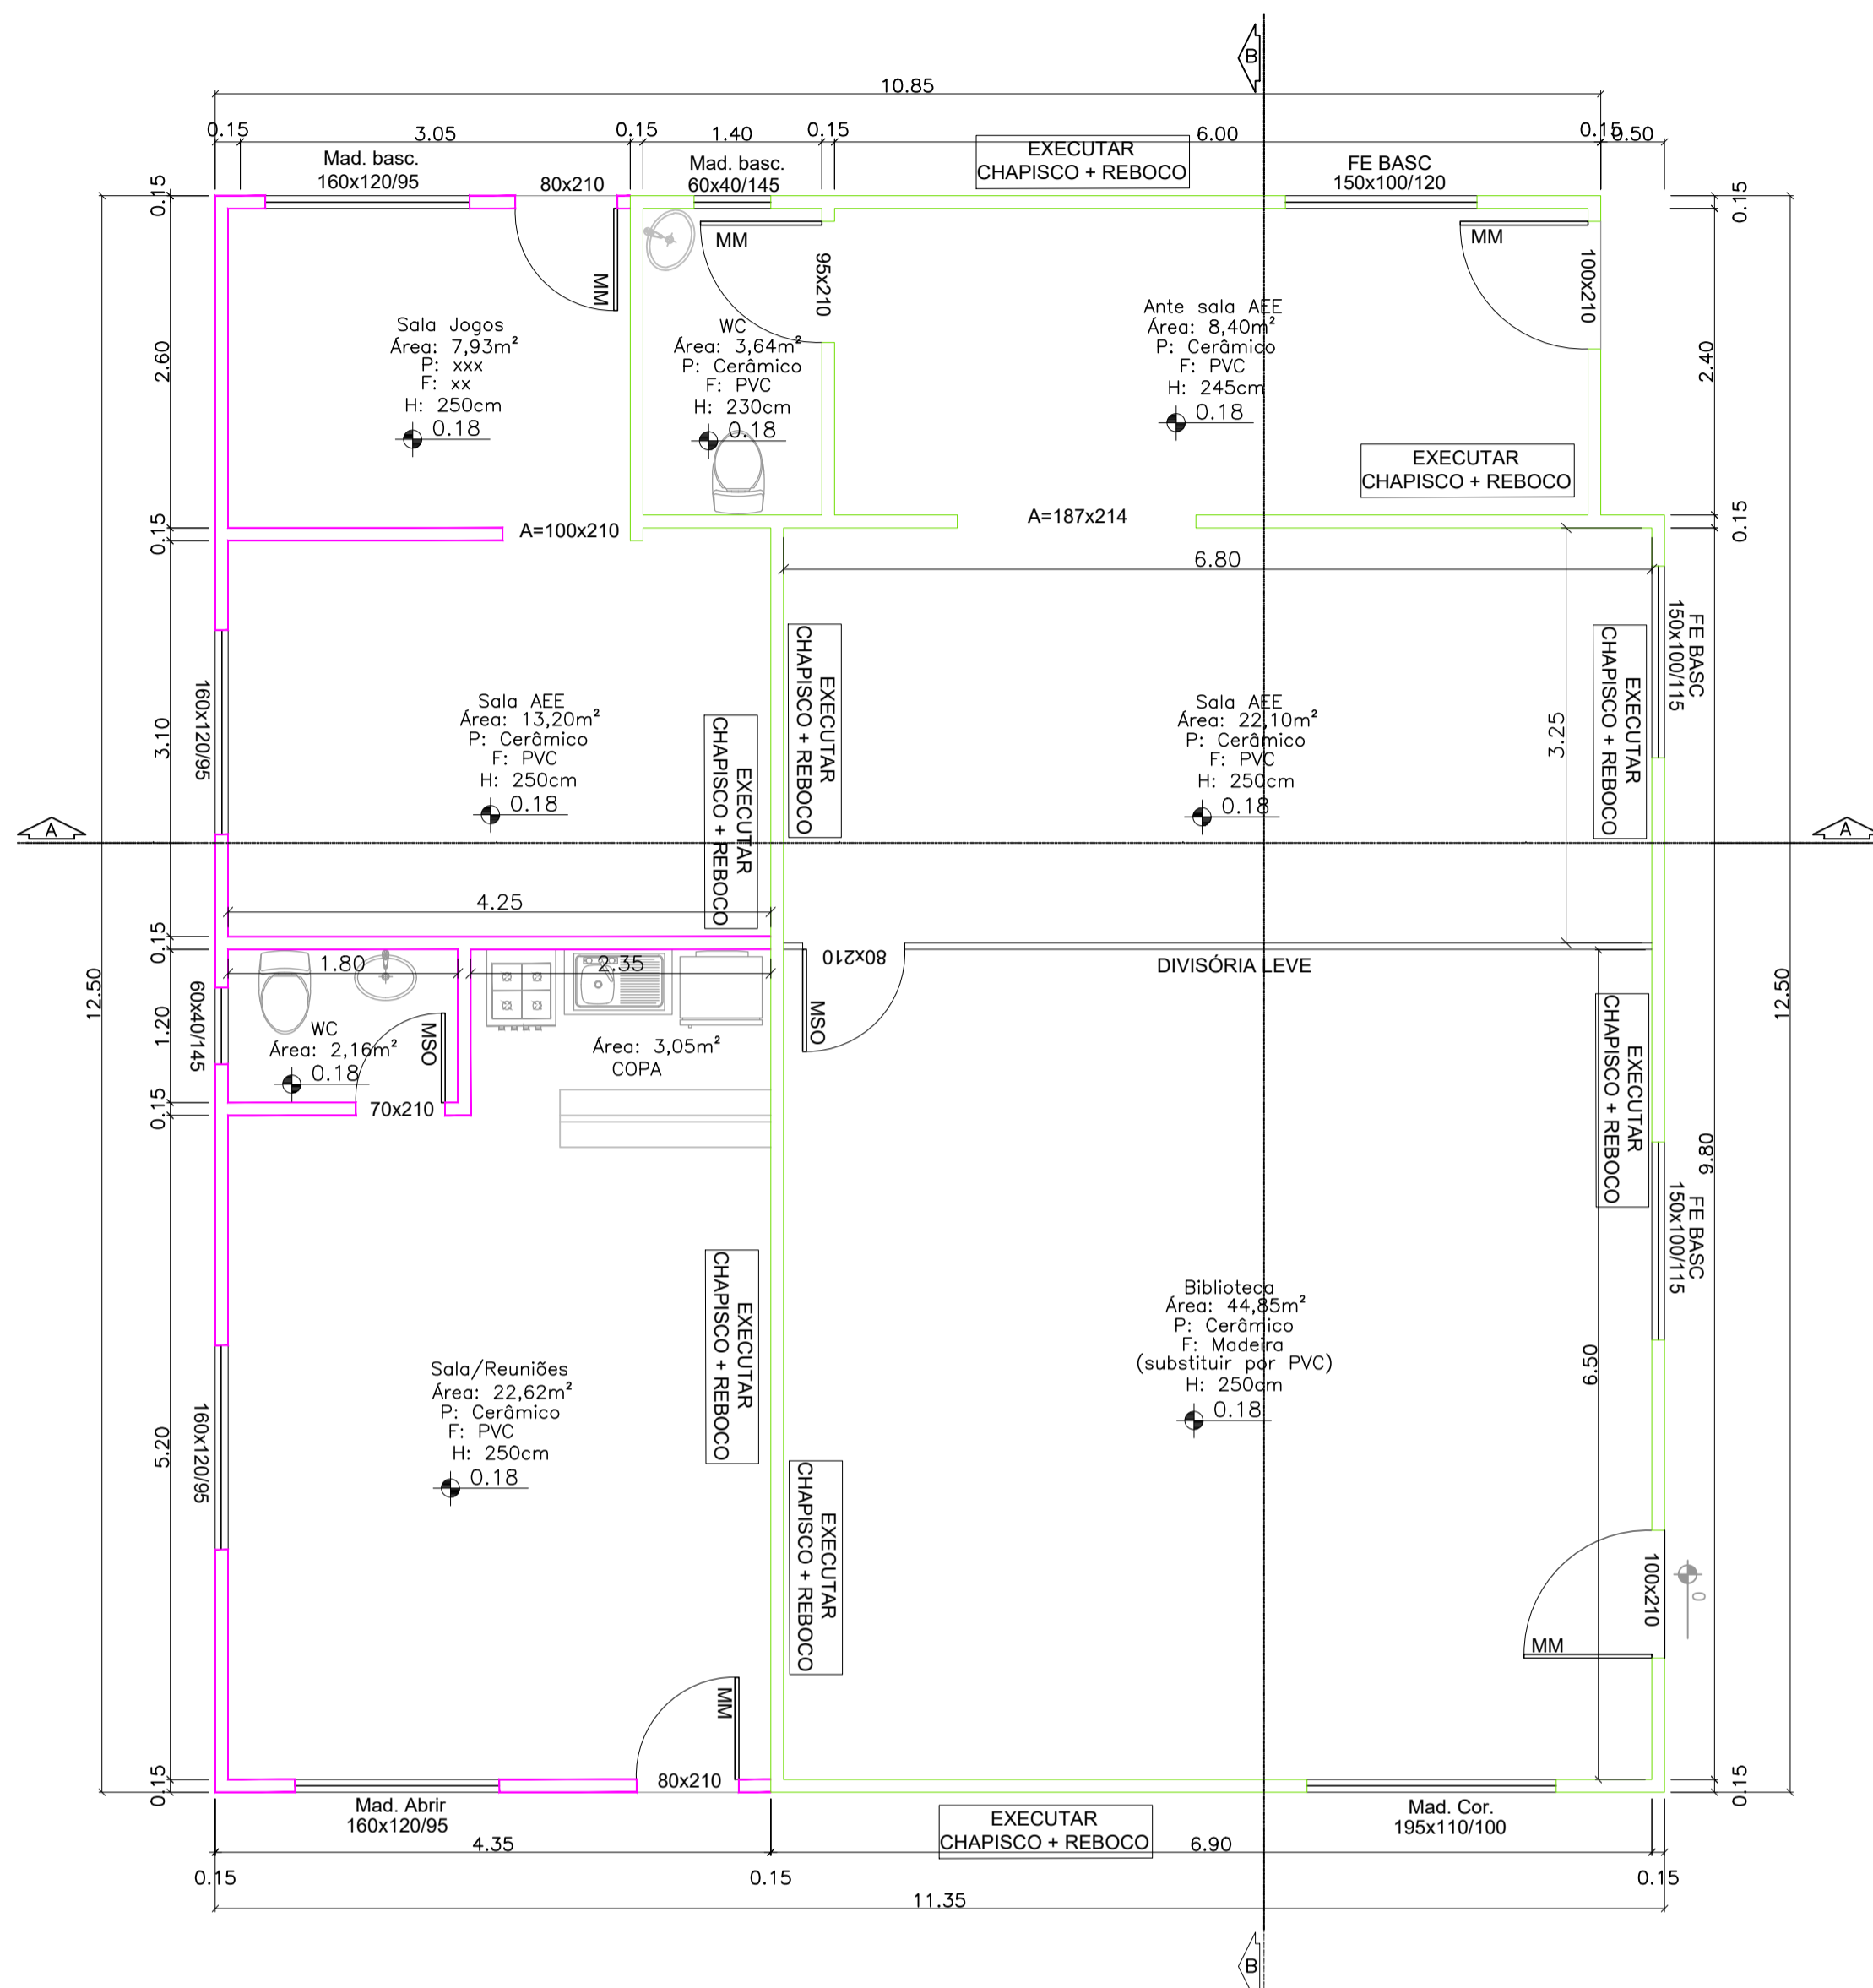 B
10.85
0.15
3.05
0.15
1.40
0.15
6.00
0.15
0.50
Mad. basc.
160x120/95
80x210
Mad. basc.
60x40/145
EXECUTAR
CHAPISCO + REBOCO
FE BASC
150x100/120
0.15
2.60
0.15
3.10
0.15
1.20
0.15
5.20
0.15
12.50
MM
Sala Jogos
Área: 7,93m²
P: xxx
F: xx
H: 250cm
0.18
MM
95x210
WC
Área: 3,64m²
P: Cerâmico
F: PVC
H: 230cm
0.18
MM
100x210
Ante sala AEE
Área: 8,40m²
P: Cerâmico
F: PVC
H: 245cm
0.18
EXECUTAR
CHAPISCO + REBOCO
0.15
2.40
0.15
9.80
0.15
12.50
A=100x210
A=187x214
6.80
3.25
160x120/95
Sala AEE
Área: 13,20m²
P: Cerâmico
F: PVC
H: 250cm
0.18
EXECUTAR
CHAPISCO + REBOCO
EXECUTAR
CHAPISCO + REBOCO
Sala AEE
Área: 22,10m²
P: Cerâmico
F: PVC
H: 250cm
0.18
EXECUTAR
CHAPISCO + REBOCO
FE BASC
150x100/115
A
A
4.25
1.80
2.35
60x40/145
WC
Área: 2,16m²
0.18
MSO
70x210
Área: 3,05m²
COPA
80x210
MSO
DIVISÓRIA LEVE
EXECUTAR
CHAPISCO + REBOCO
FE BASC
150x100/115
6.50
160x120/95
Sala/Reuniões
Área: 22,62m²
P: Cerâmico
F: PVC
H: 250cm
0.18
EXECUTAR
CHAPISCO + REBOCO
EXECUTAR
CHAPISCO + REBOCO
Biblioteca
Área: 44,85m²
P: Cerâmico
F: Madeira
(substituir por PVC)
H: 250cm
0.18
100x210
MM
0
MM
80x210
Mad. Abrir
160x120/95
EXECUTAR
CHAPISCO + REBOCO
Mad. Cor.
195x110/100
4.35
6.90
0.15
0.15
0.15
11.35
B